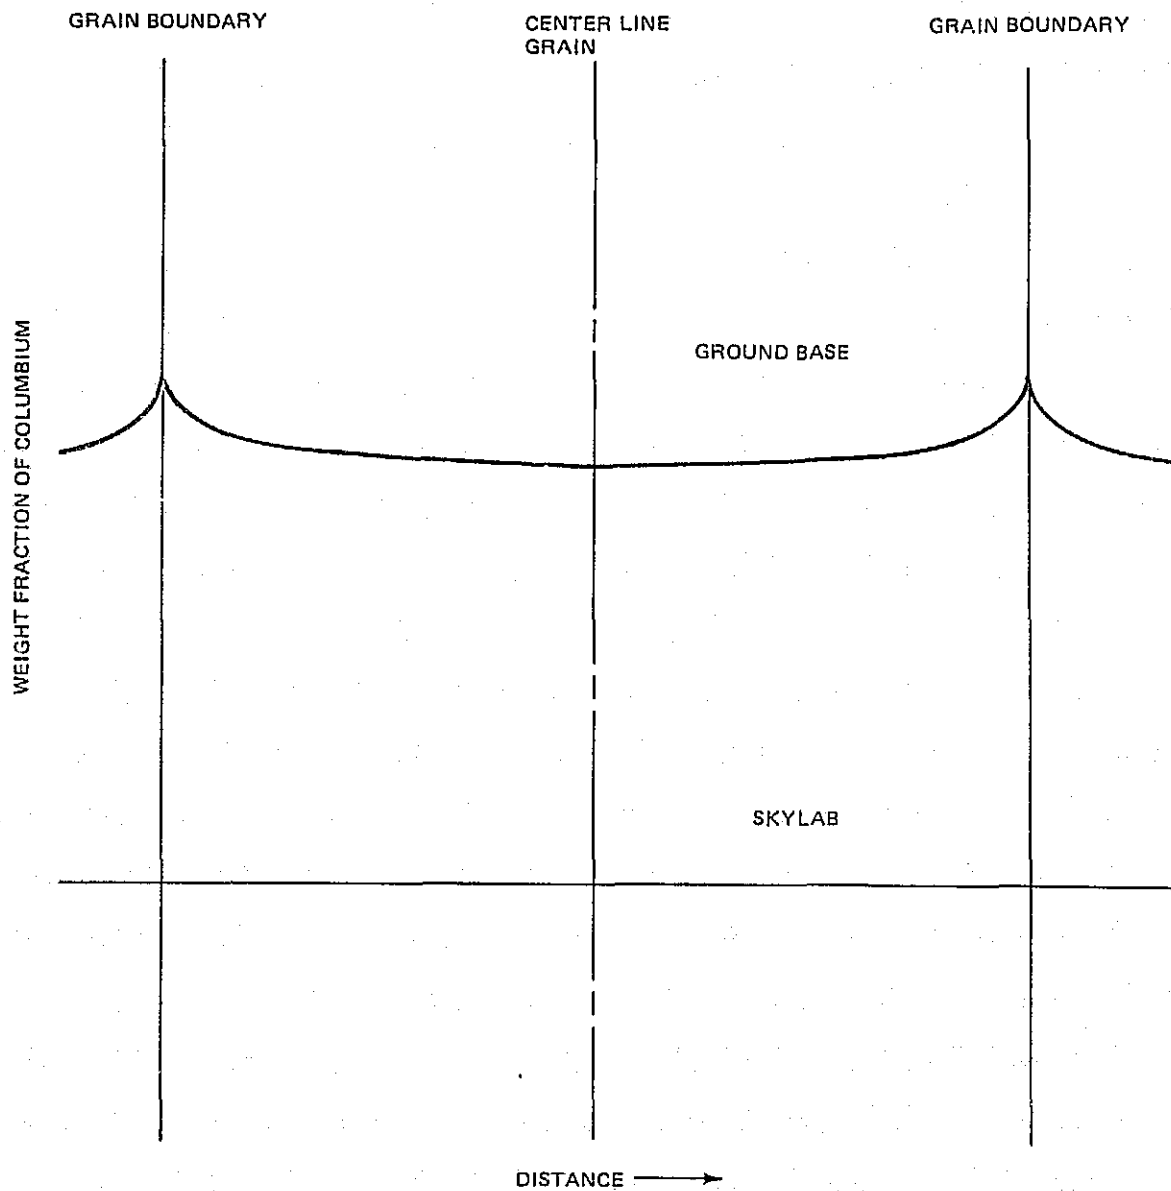 GRAIN BOUNDARY
CENTER LINE
GRAIN
GRAIN BOUNDARY
WEIGHT FRACTION OF COLUMBIUM
GROUND BASE
SKYLAB
DISTANCE